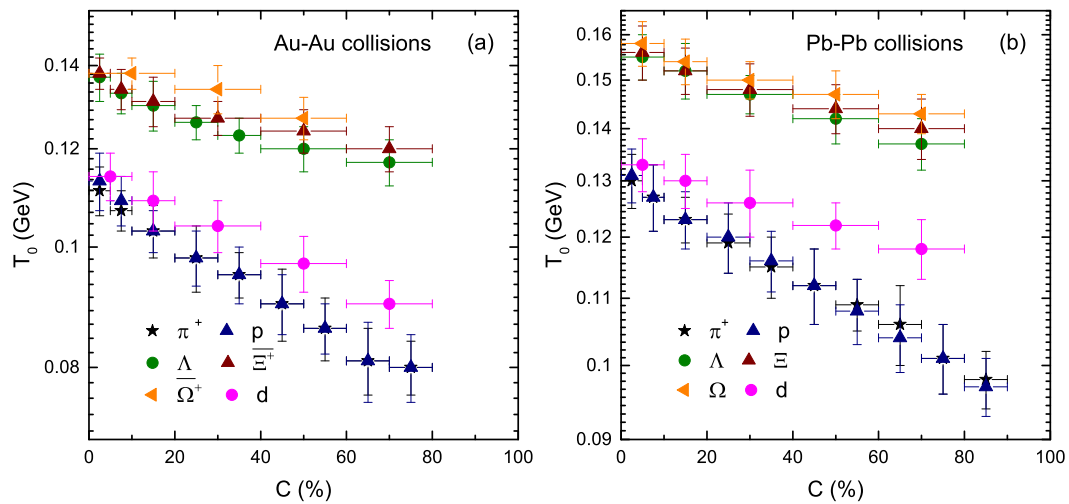 Au-Au collisions (a)
T₀ (GeV)
0.14
0.12
0.1
0.08
π⁺ p
Λ Ξ̅⁺
Ω̅⁺ d
0 20 40 60 80 100
C (%)
Pb-Pb collisions (b)
T₀ (GeV)
0.16
0.15
0.14
0.13
0.12
0.11
0.1
0.09
π⁺ p
Λ Ξ
Ω d
0 20 40 60 80 100
C (%)